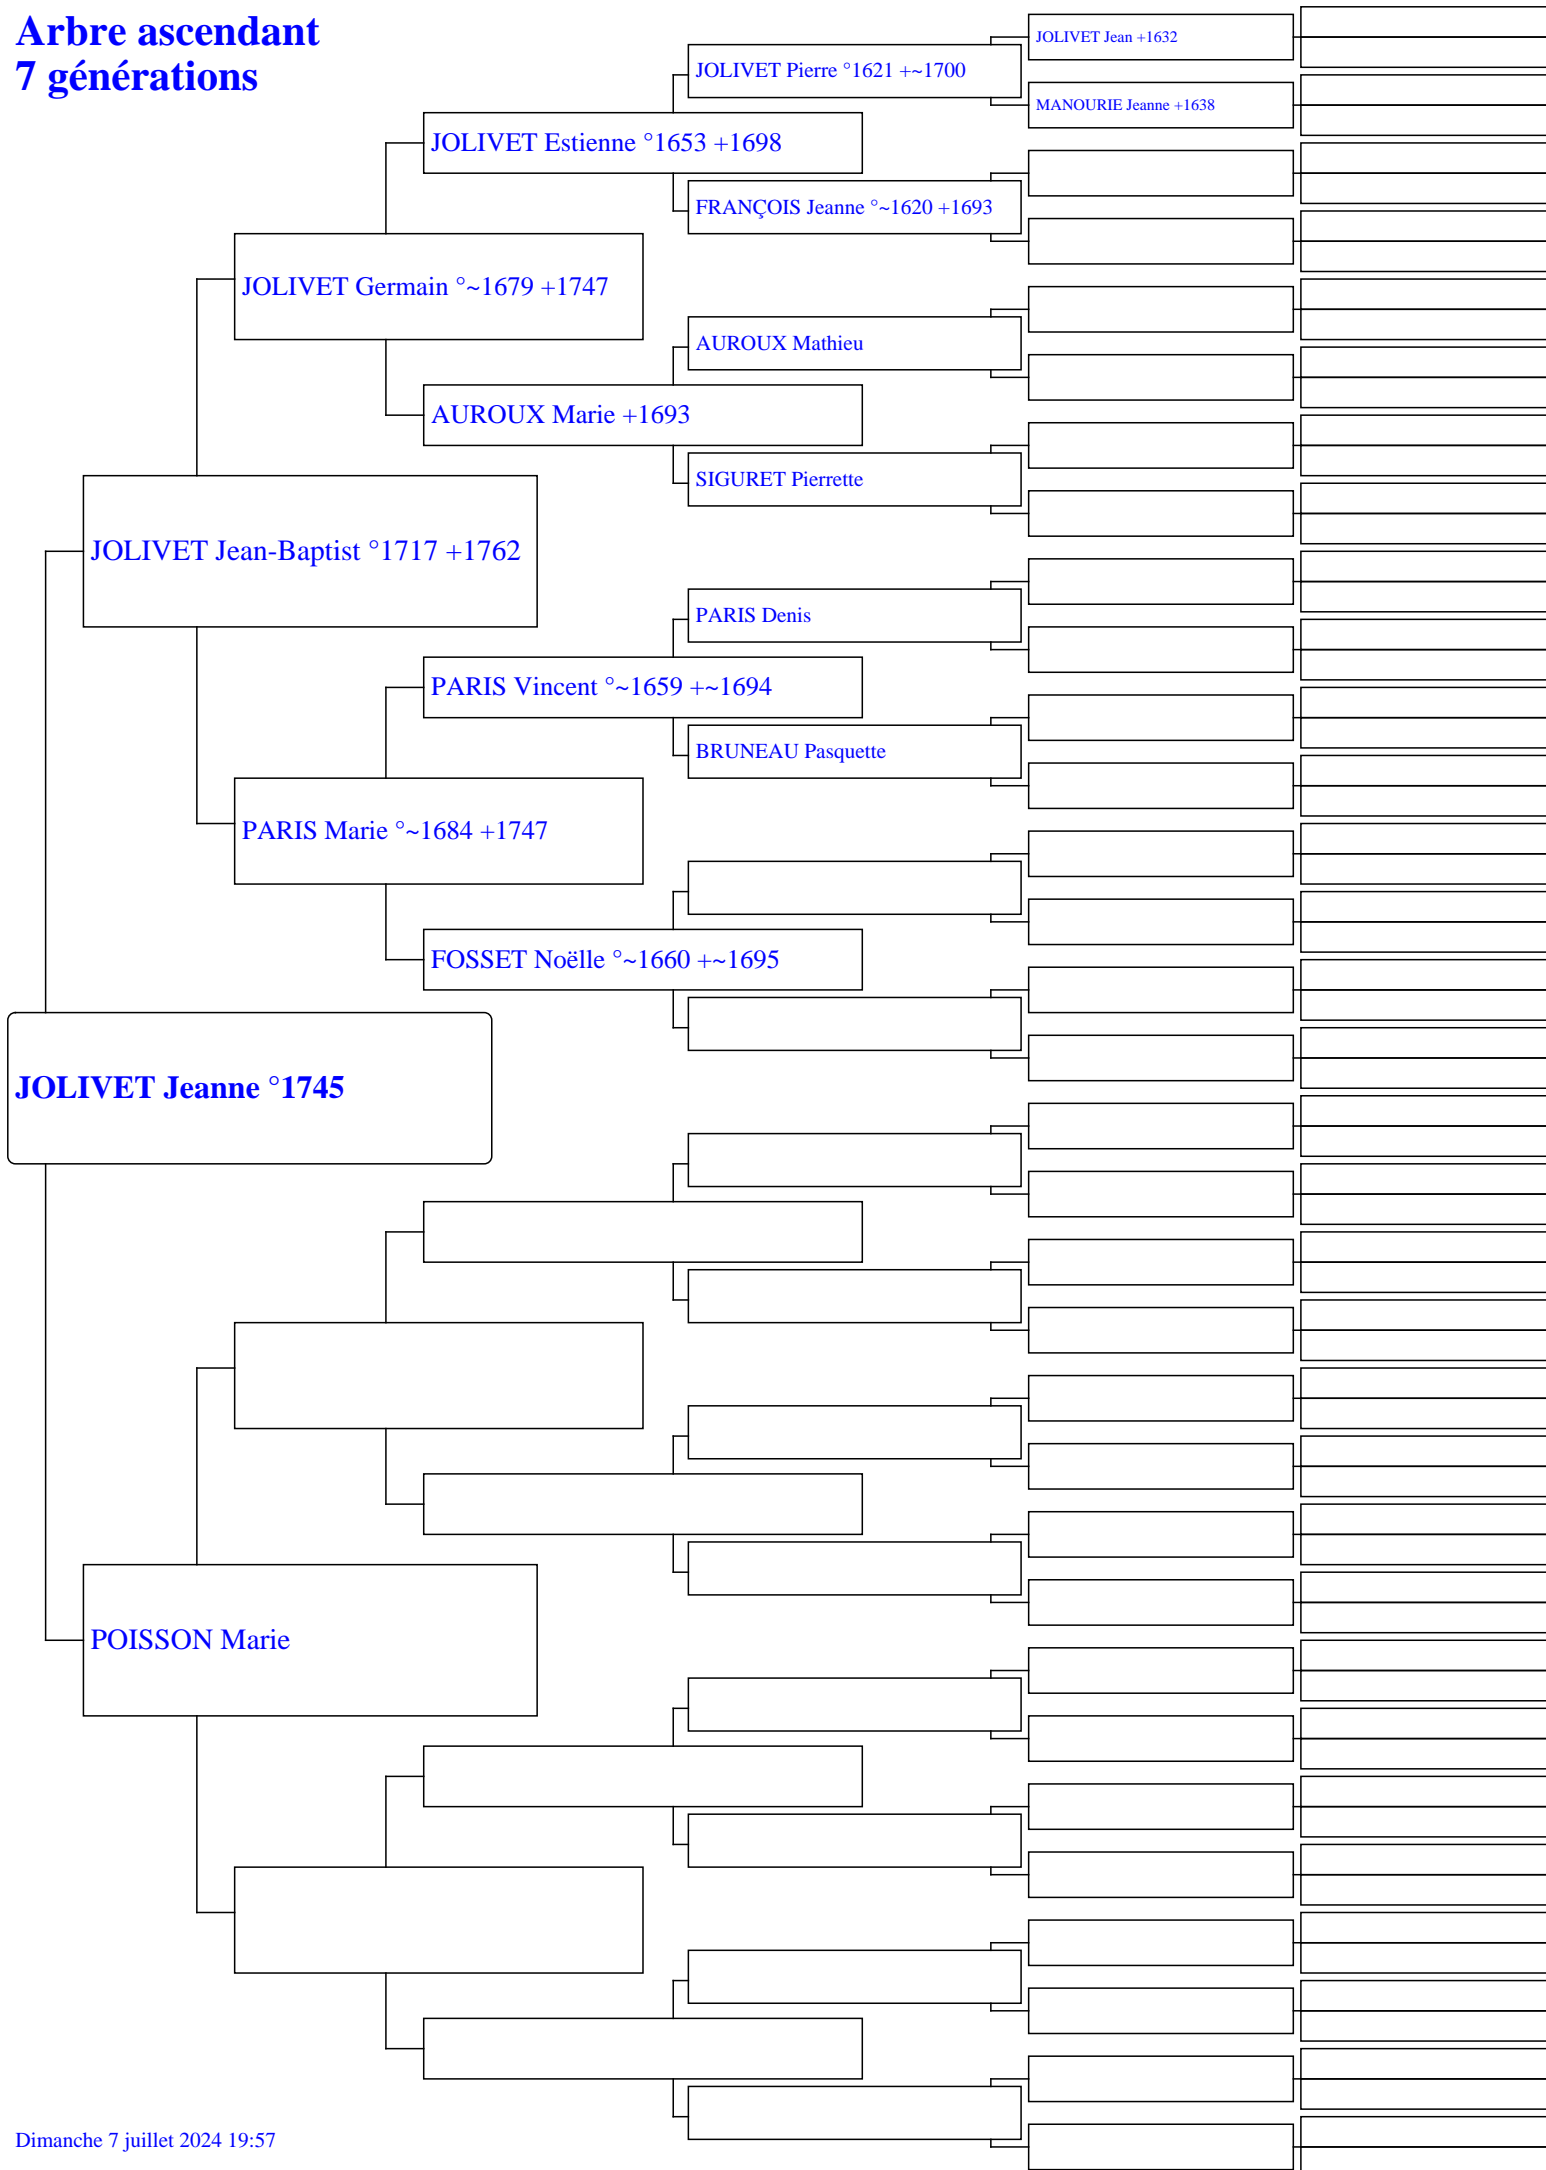 Arbre ascendant
7 générations
JOLIVET Jean +1632
JOLIVET Pierre °1621 +~1700
MANOURIE Jeanne +1638
JOLIVET Estienne °1653 +1698
FRANÇOIS Jeanne °~1620 +1693
JOLIVET Germain °~1679 +1747
AUROUX Mathieu
AUROUX Marie +1693
SIGURET Pierrette
JOLIVET Jean-Baptist °1717 +1762
PARIS Denis
PARIS Vincent °~1659 +~1694
BRUNEAU Pasquette
PARIS Marie °~1684 +1747
FOSSET Noëlle °~1660 +~1695
JOLIVET Jeanne °1745
POISSON Marie
Dimanche 7 juillet 2024 19:57